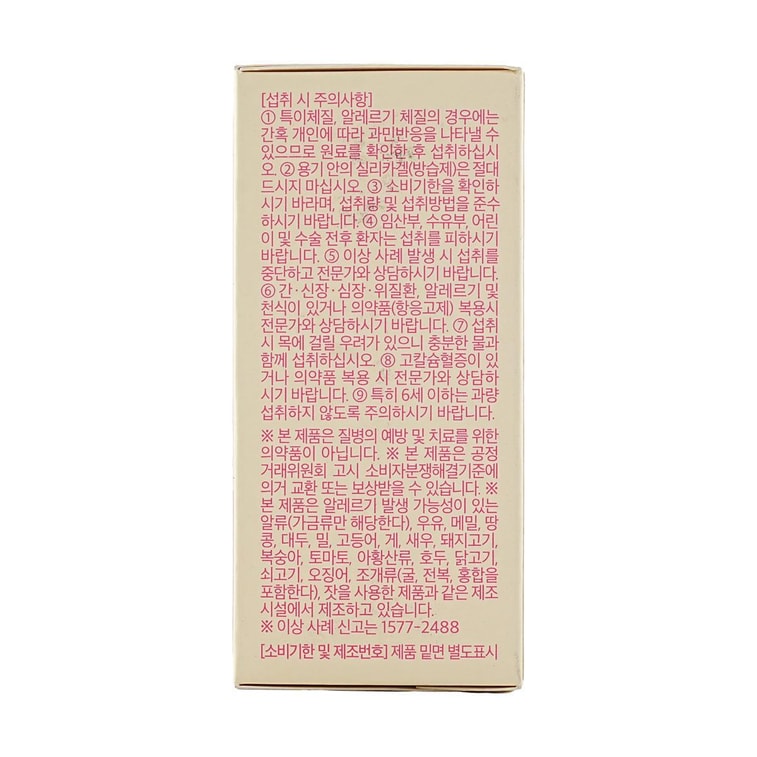 [섭취 시 주의사항]
① 특이체질, 알레르기 체질의 경우에는
간혹 개인에 따라 과민반응을 나타낼 수
있으므로 원료를 확인한 후 섭취하십시
오. ② 용기 안의 실리카겔(방습제)은 절대
드시지 마십시오. ③ 소비기한을 확인하
시기 바라며, 섭취량 및 섭취방법을 준수
하시기 바랍니다. ④ 임산부, 수유부, 어린
이 및 수술 전후 환자는 섭취를 피하시기
바랍니다. ⑤ 이상 사례 발생 시 섭취를
중단하고 전문가와 상담하시기 바랍니다.
⑥ 간·신장·심장·위질환, 알레르기 및
천식이 있거나 의약품(항응고제) 복용시
전문가와 상담하시기 바랍니다. ⑦ 섭취
시 목에 걸릴 우려가 있으니 충분한 물과
함께 섭취하십시오. ⑧ 고칼슘혈증이 있
거나 의약품 복용 시 전문가와 상담하
시기 바랍니다. ⑨ 특히 6세 이하는 과량
섭취하지 않도록 주의하시기 바랍니다.
※ 본 제품은 질병의 예방 및 치료를 위한
의약품이 아닙니다. ※ 본 제품은 공정
거래위원회 고시 소비자분쟁해결기준에
의거 교환 또는 보상받을 수 있습니다. ※
본 제품은 알레르기 발생 가능성이 있는
알류(가금류만 해당한다), 우유, 메밀, 땅
콩, 대두, 밀, 고등어, 게, 새우, 돼지고기,
복숭아, 토마토, 아황산류, 호두, 닭고기,
쇠고기, 오징어, 조개류(굴, 전복, 홍합을
포함한다), 잣을 사용한 제품과 같은 제조
시설에서 제조하고 있습니다.
※ 이상 사례 신고는 1577-2488
[소비기한 및 제조번호] 제품 밑면 별도표시